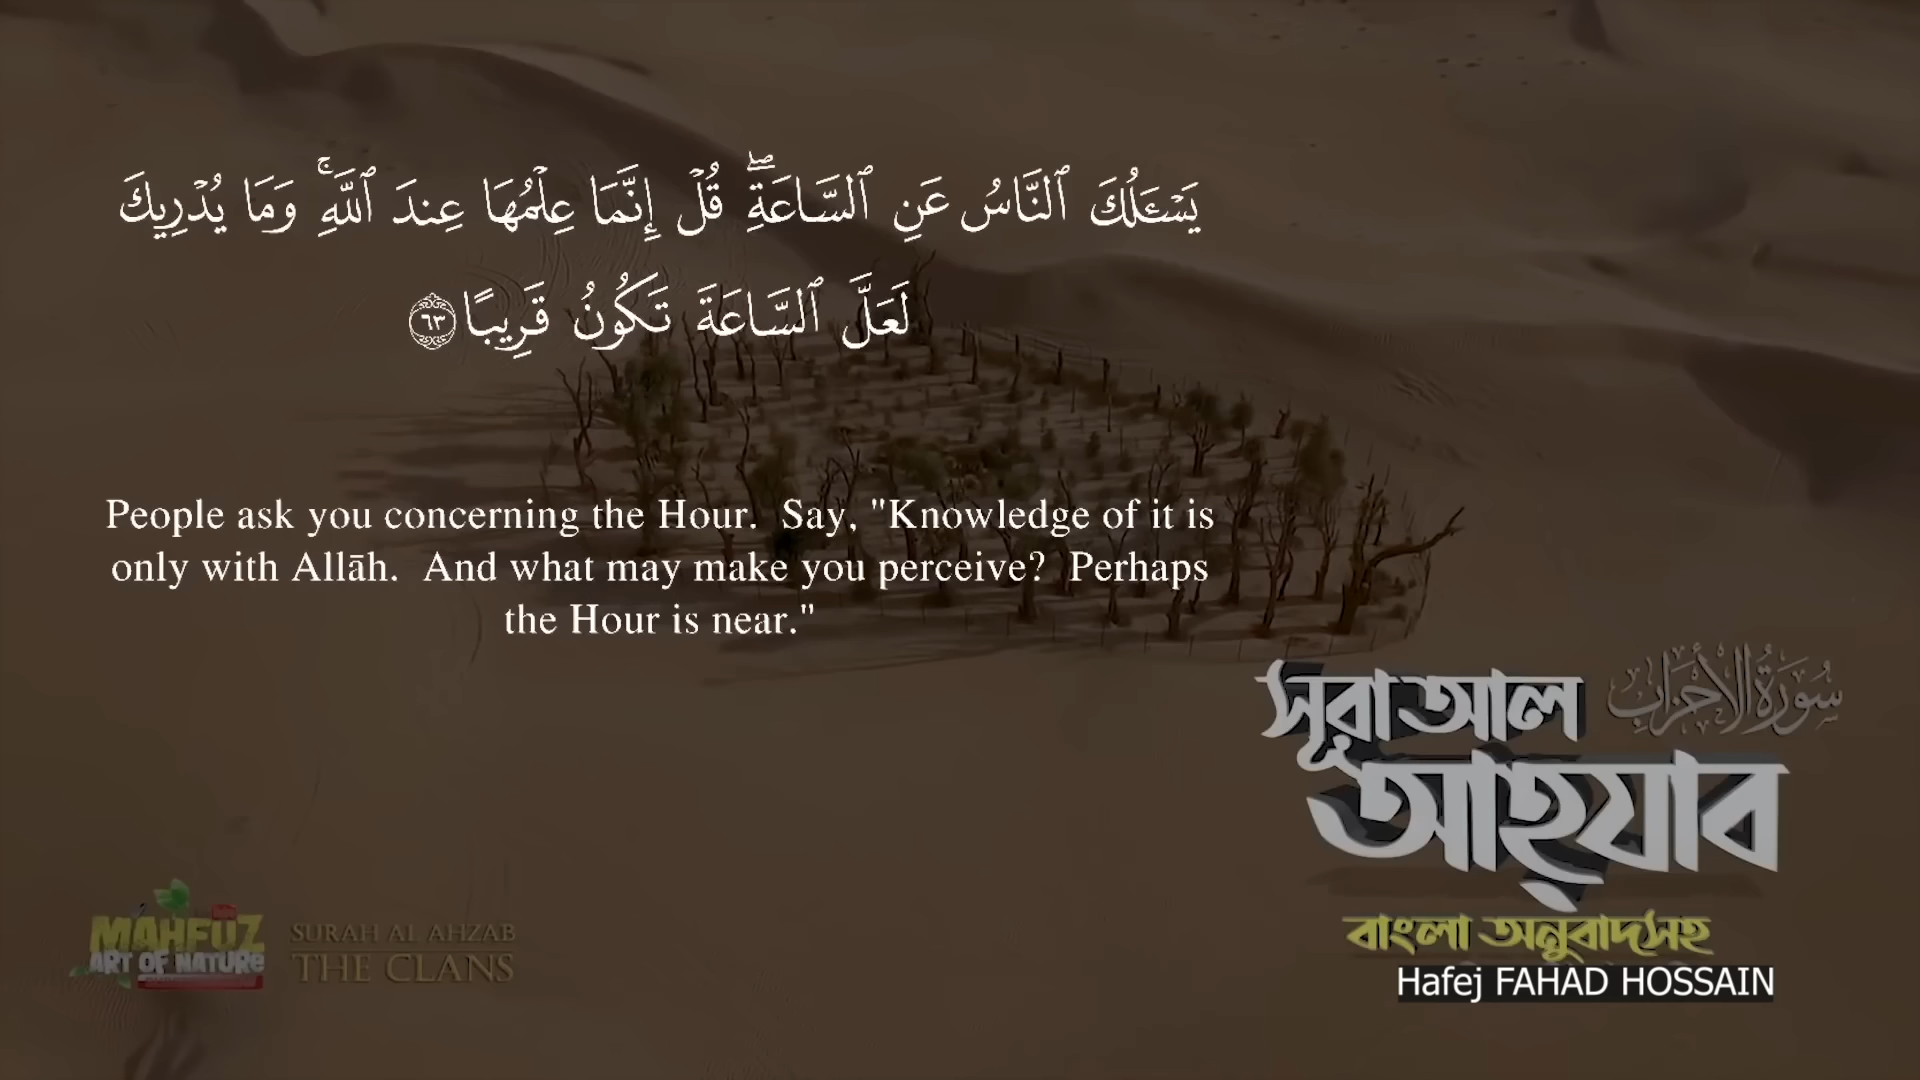 يَسْـَٔلُكَ ٱلنَّاسُ عَنِ ٱلسَّاعَةِۖ قُلْ إِنَّمَا عِلْمُهَا عِندَ ٱللَّهِۚ وَمَا يُدْرِيكَ
لَعَلَّ ٱلسَّاعَةَ تَكُونُ قَرِيبًا ٦٣
People ask you concerning the Hour. Say, "Knowledge of it is
only with Allāh. And what may make you perceive? Perhaps
the Hour is near."
সূরা আল
سُورَةُ الأَحْزَابِ
আহযাব
বাংলা অনুবাদসহ
Hafej FAHAD HOSSAIN
MAHFUZ
ART OF NATURE
SURAH AL AHZAB
THE CLANS